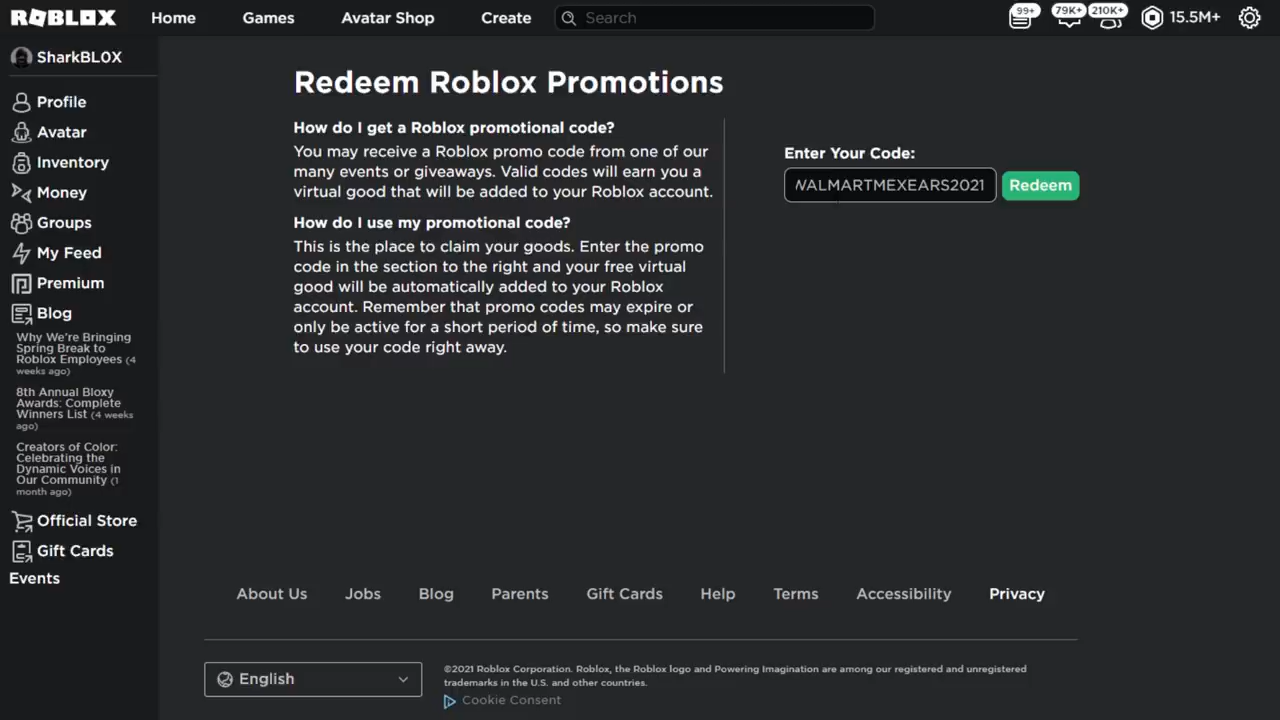 ROBLOX
Home
Games
Avatar Shop
Create
Search
99+
79K+
210K+
15.5M+
SharkBL0X
Profile
Avatar
Inventory
Money
Groups
My Feed
Premium
Blog
Why We're Bringing
Spring Break to
Roblox Employees (4
weeks ago)
8th Annual Bloxy
Awards: Complete
Winners List (4 weeks
ago)
Creators of Color:
Celebrating the
Dynamic Voices in
Our Community (1
month ago)
Official Store
Gift Cards
Events
Redeem Roblox Promotions
How do I get a Roblox promotional code?
You may receive a Roblox promo code from one of our
many events or giveaways. Valid codes will earn you a
virtual good that will be added to your Roblox account.
How do I use my promotional code?
This is the place to claim your goods. Enter the promo
code in the section to the right and your free virtual
good will be automatically added to your Roblox
account. Remember that promo codes may expire or
only be active for a short period of time, so make sure
to use your code right away.
Enter Your Code:
WALMARTMEXEARS2021
Redeem
About Us
Jobs
Blog
Parents
Gift Cards
Help
Terms
Accessibility
Privacy
English
©2021 Roblox Corporation. Roblox, the Roblox logo and Powering Imagination are among our registered and unregistered
trademarks in the U.S. and other countries.
Cookie Consent